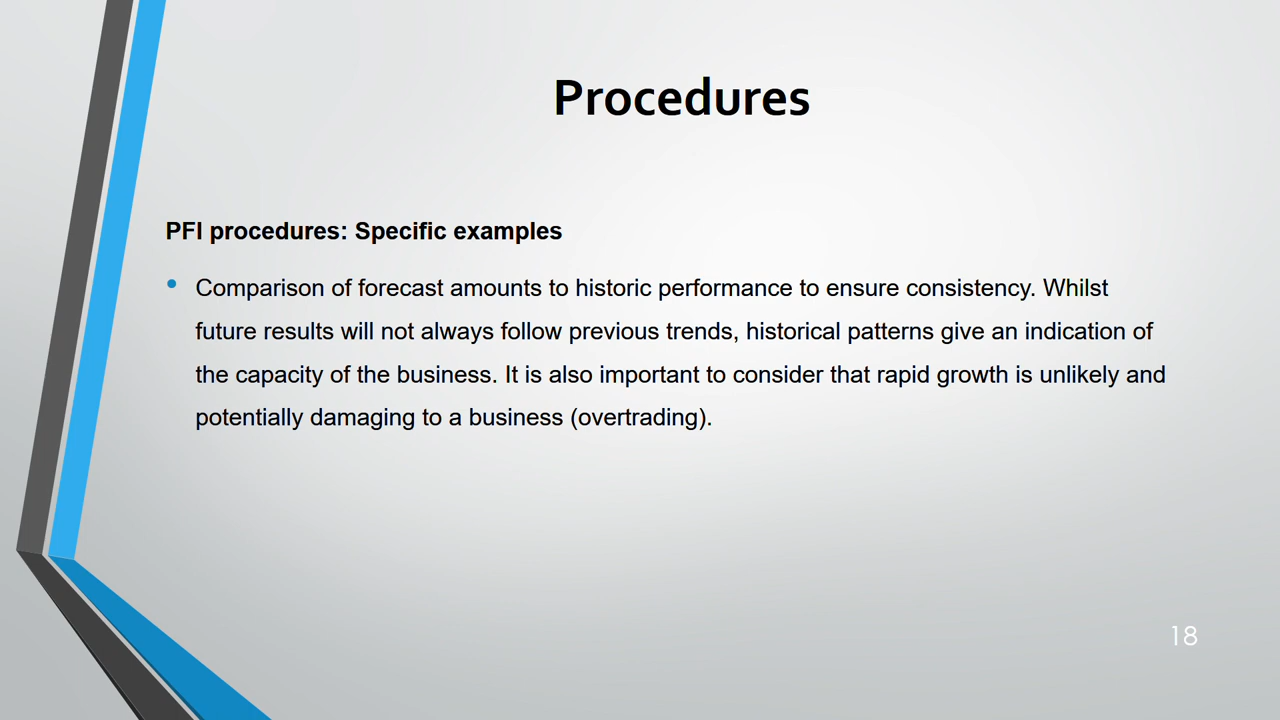 Procedures
PFI procedures: Specific examples
Comparison of forecast amounts to historic performance to ensure consistency. Whilst
future results will not always follow previous trends, historical patterns give an indication of
the capacity of the business. It is also important to consider that rapid growth is unlikely and
potentially damaging to a business (overtrading).
18